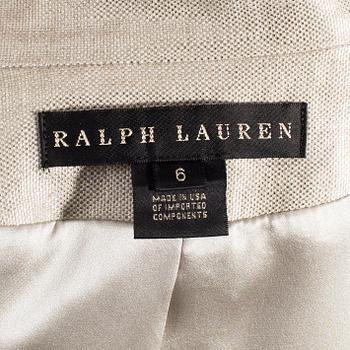 RALPH LAUREN
6
MADE IN USA
OF IMPORTED
COMPONENTS